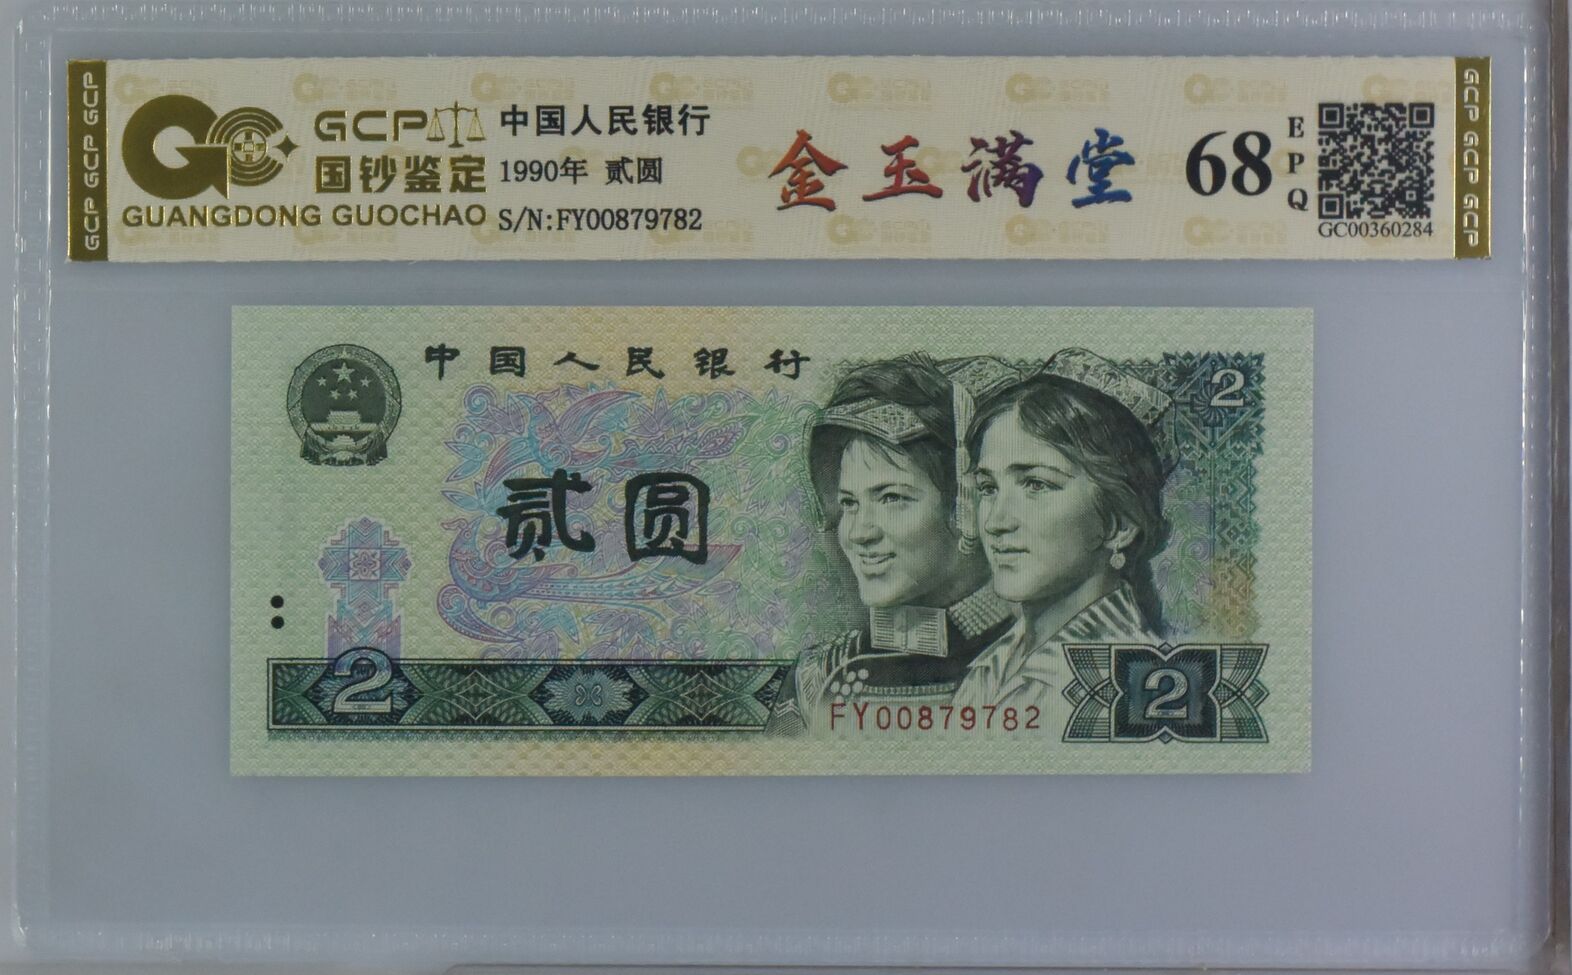 GCP GCP GCP
GCP
国钞鉴定
GUANGDONG GUOCHAO
中国人民银行
1990年 贰圆
S/N:FY00879782
金玉满堂
68
EPQ
GC00360284
GCP GCP GCP
中国人民银行
2
贰圆
2
FY00879782
2